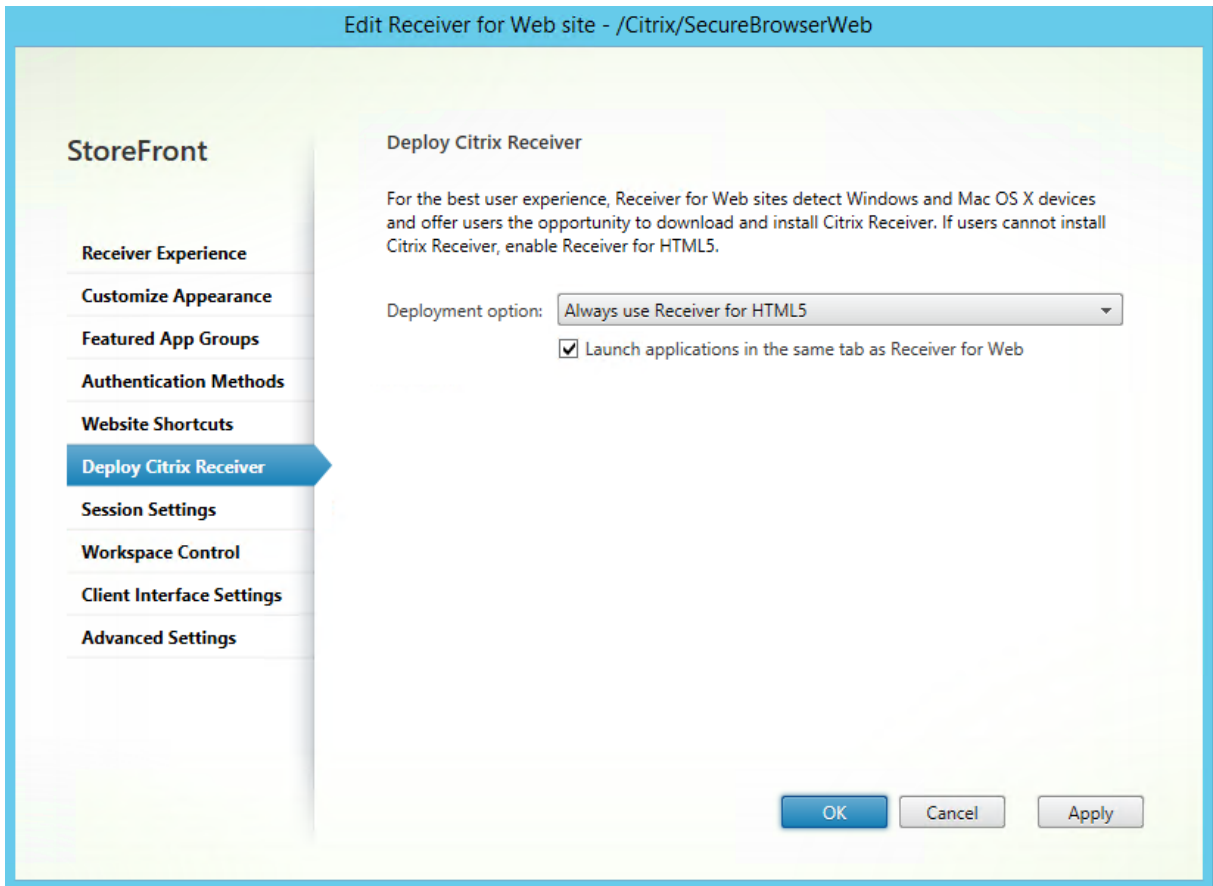 Edit Receiver for Web site - /Citrix/SecureBrowserWeb
StoreFront
Receiver Experience
Customize Appearance
Featured App Groups
Authentication Methods
Website Shortcuts
Deploy Citrix Receiver
Session Settings
Workspace Control
Client Interface Settings
Advanced Settings
Deploy Citrix Receiver
For the best user experience, Receiver for Web sites detect Windows and Mac OS X devices
and offer users the opportunity to download and install Citrix Receiver. If users cannot install
Citrix Receiver, enable Receiver for HTML5.
Deployment option: Always use Receiver for HTML5
Launch applications in the same tab as Receiver for Web
OK Cancel Apply